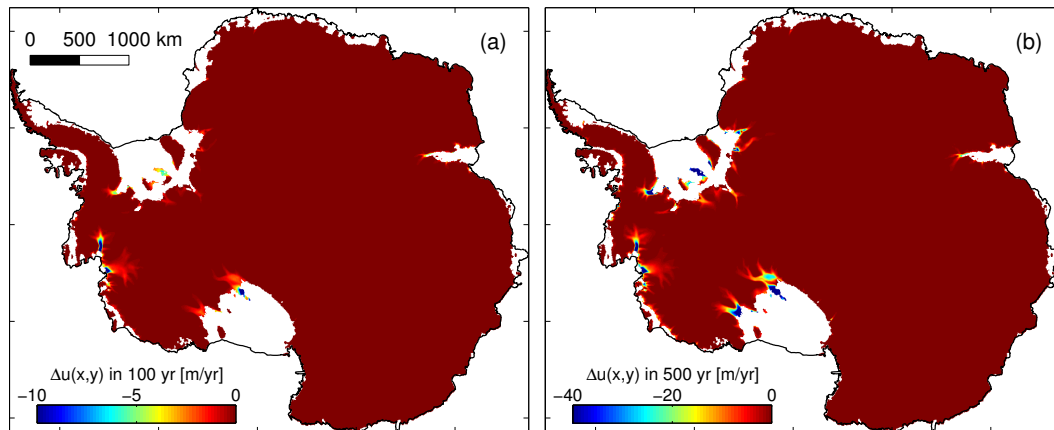 0 500 1000 km
(a)
Δu(x,y) in 100 yr [m/yr]
−10 −5 0
(b)
Δu(x,y) in 500 yr [m/yr]
−40 −20 0